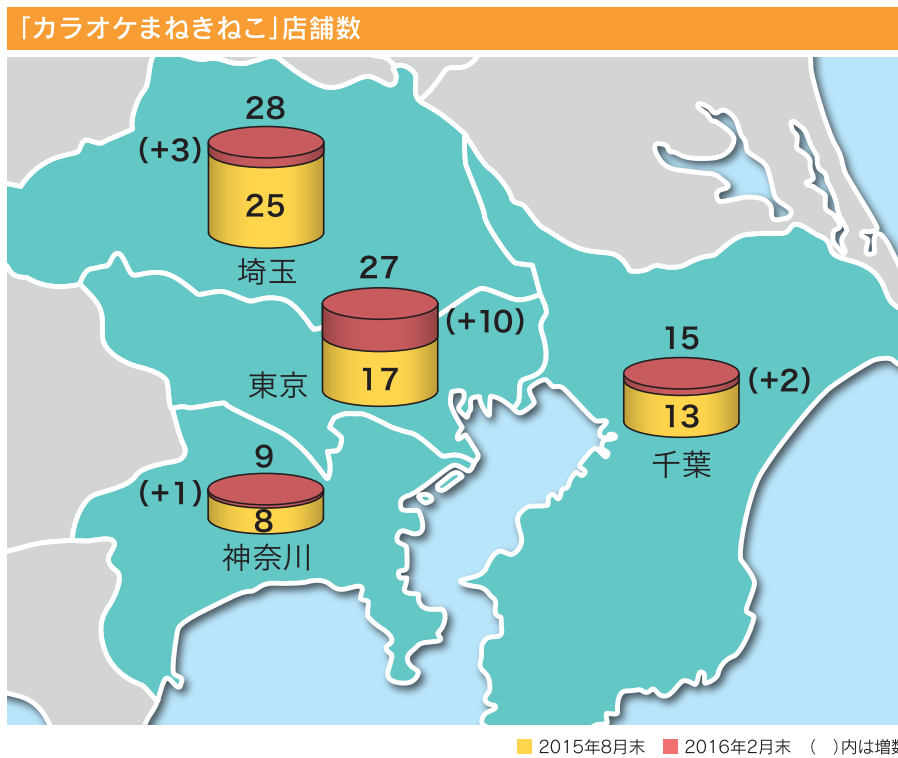 「カラオケまねきねこ」店舗数
28
(+3)
25
埼玉
27
(+10)
17
東京
15
(+2)
13
千葉
9
(+1)
8
神奈川
2015年8月末 2016年2月末 ( )内は増数